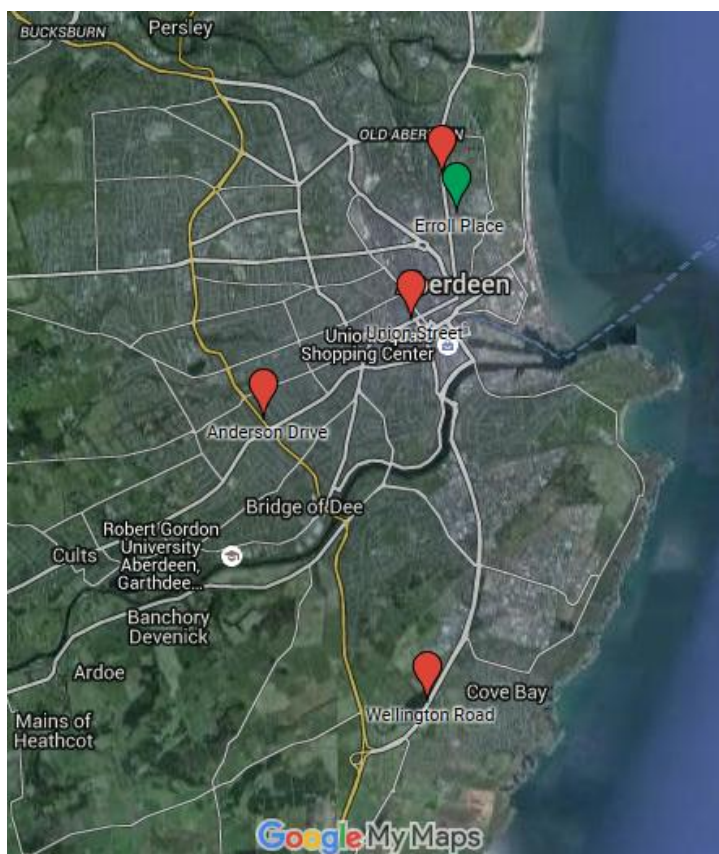 BUCKSBURN
Persley
OLD ABERDEEN
Erroll Place
Aberdeen
Union Street
Union Square
Shopping Center
Anderson Drive
Bridge of Dee
Robert Gordon
University
Aberdeen,
Garthdee...
Cults
Banchory
Devenick
Ardoe
Mains of
Heathcot
Cove Bay
Wellington Road
Google My Maps